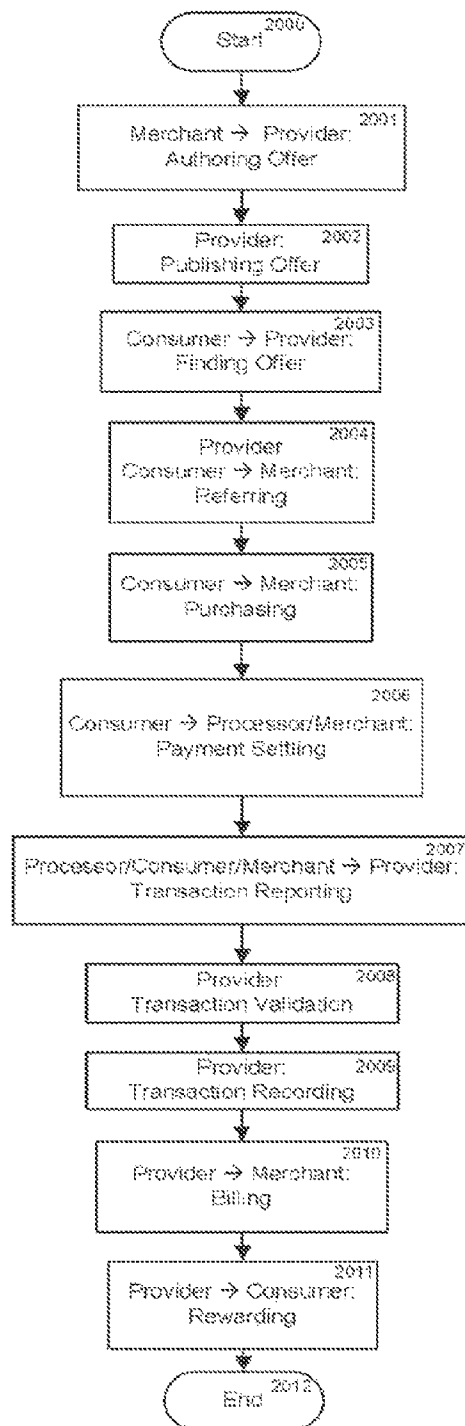 2000
Start
2001
Merchant → Provider:
Authoring Offer
2002
Provider:
Publishing Offer
2003
Consumer → Provider:
Finding Offer
2004
Provider
Consumer → Merchant:
Referring
2005
Consumer → Merchant:
Purchasing
2006
Consumer → Processor/Merchant:
Payment Settling
2007
Processor/Consumer/Merchant → Provider:
Transaction Reporting
2008
Provider
Transaction Validation
2009
Provider:
Transaction Recording
2010
Provider → Merchant:
Billing
2011
Provider → Consumer:
Rewarding
2012
End